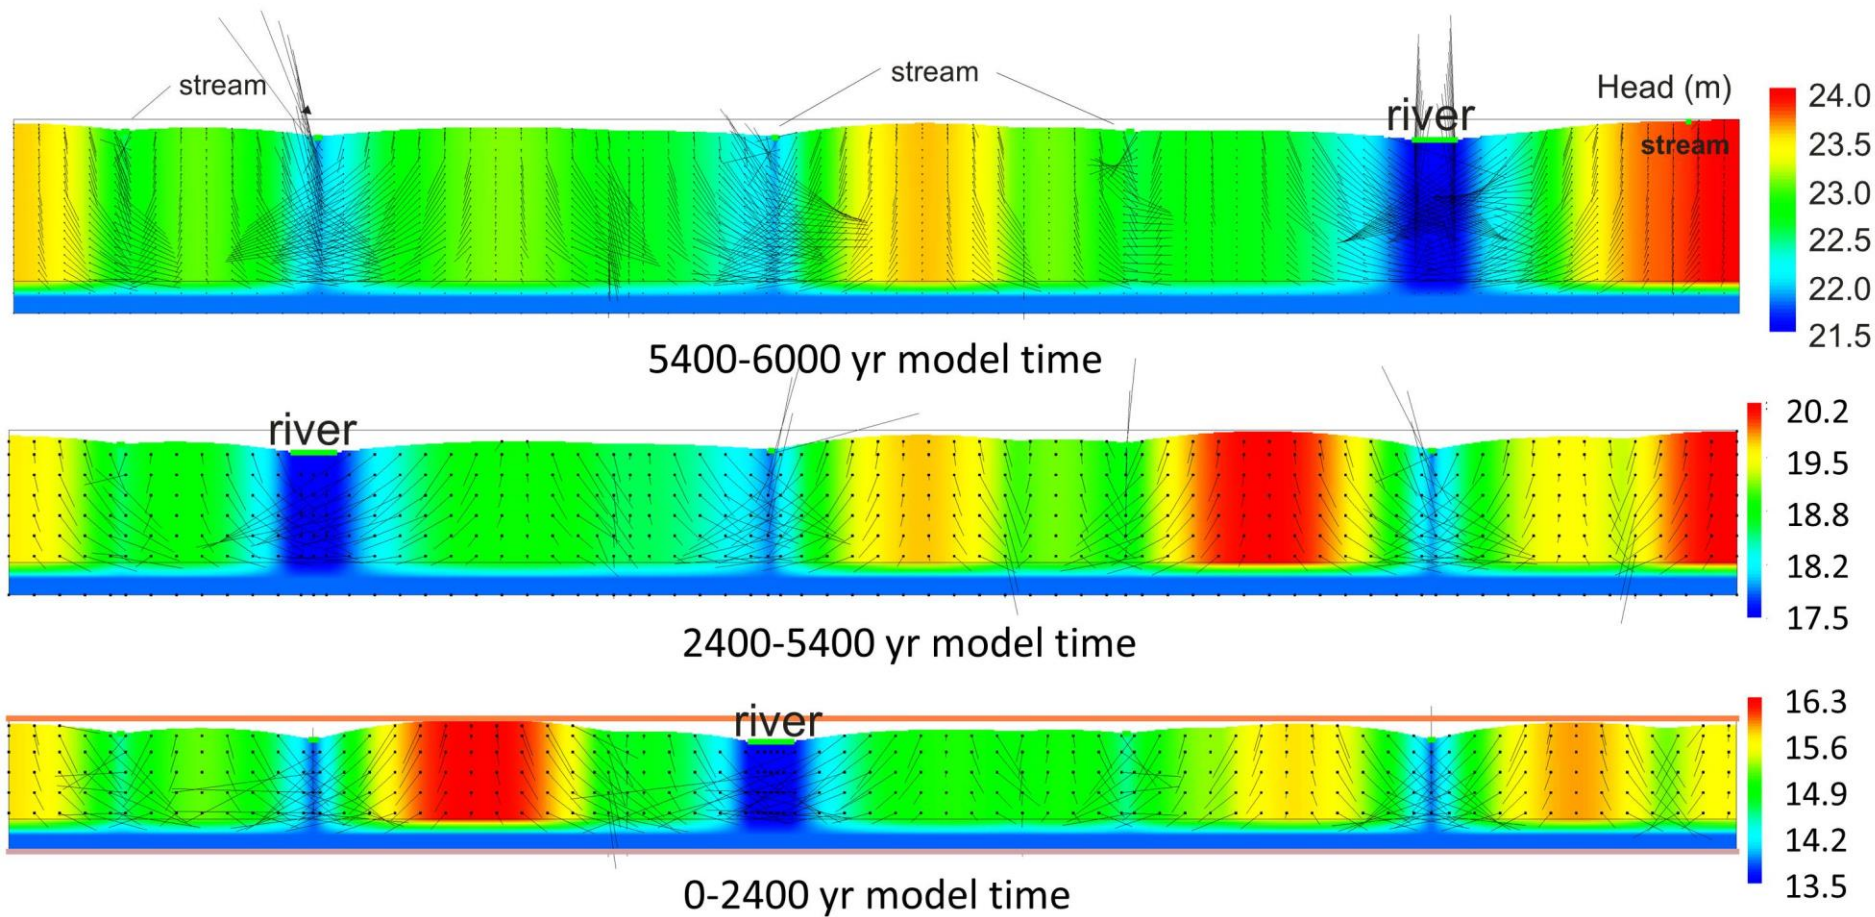 stream
stream
river
Head (m)
stream
24.0
23.5
23.0
22.5
22.0
21.5
5400-6000 yr model time
river
20.2
19.5
18.8
18.2
17.5
2400-5400 yr model time
river
16.3
15.6
14.9
14.2
13.5
0-2400 yr model time